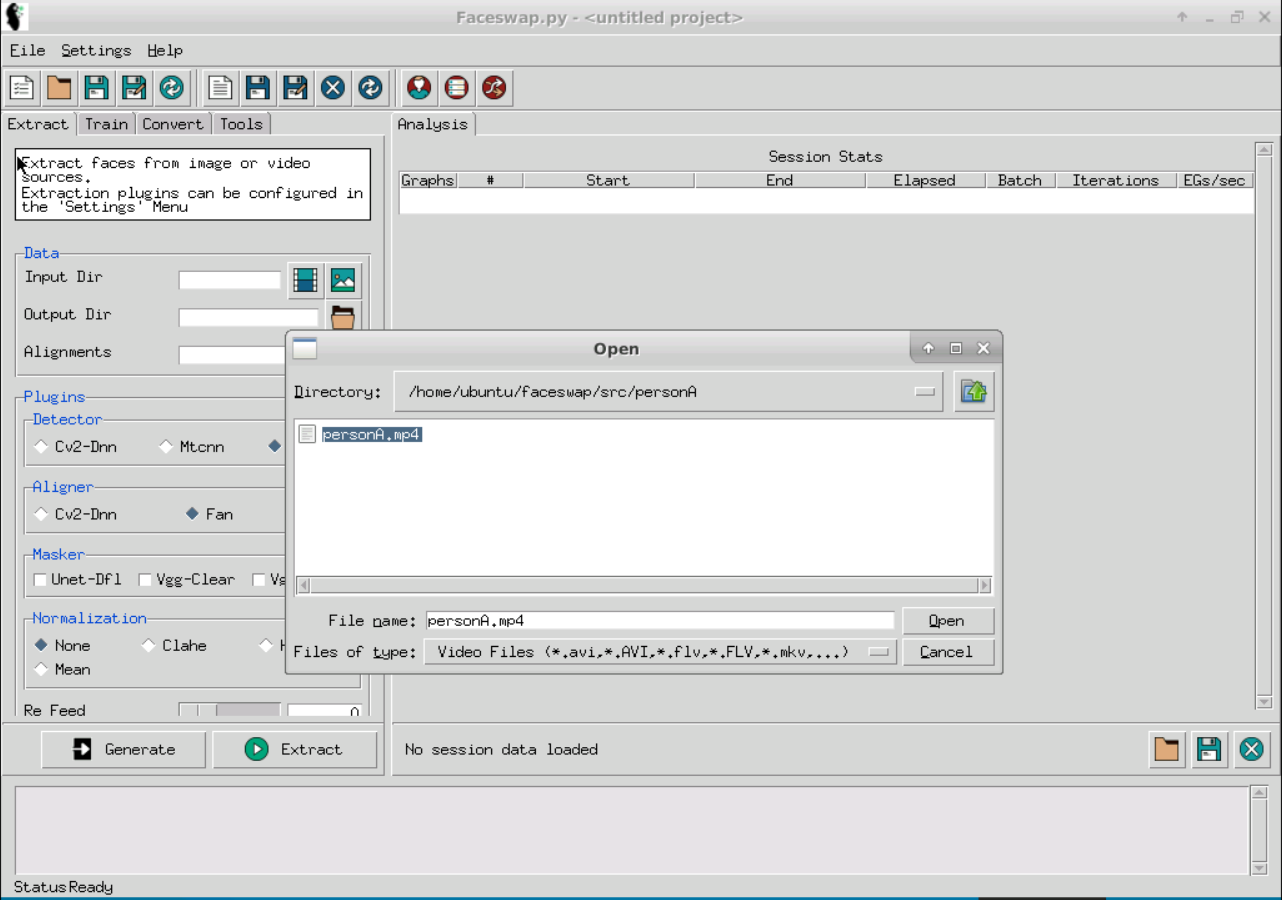 Faceswap.py - <untitled project>
File Settings Help
Extract Train Convert Tools
Extract faces from image or video
sources.
Extraction plugins can be configured in
the 'Settings' Menu
Data
Input Dir
Output Dir
Alignments
Plugins
Detector
Cv2-Dnn Mtcnn
Aligner
Cv2-Dnn Fan
Masker
Unet-Dfl Vgg-Clear
Normalization
None Clahe
Mean
Re Feed 0
Generate Extract
Analysis
Session Stats
Graphs # Start End Elapsed Batch Iterations EGs/sec
Open
Directory: /home/ubuntu/faceswap/src/personA
personA.mp4
File name: personA.mp4 Open
Files of type: Video Files (*.avi,*.AVI,*.flv,*.FLV,*.mkv,...) Cancel
No session data loaded
Status Ready